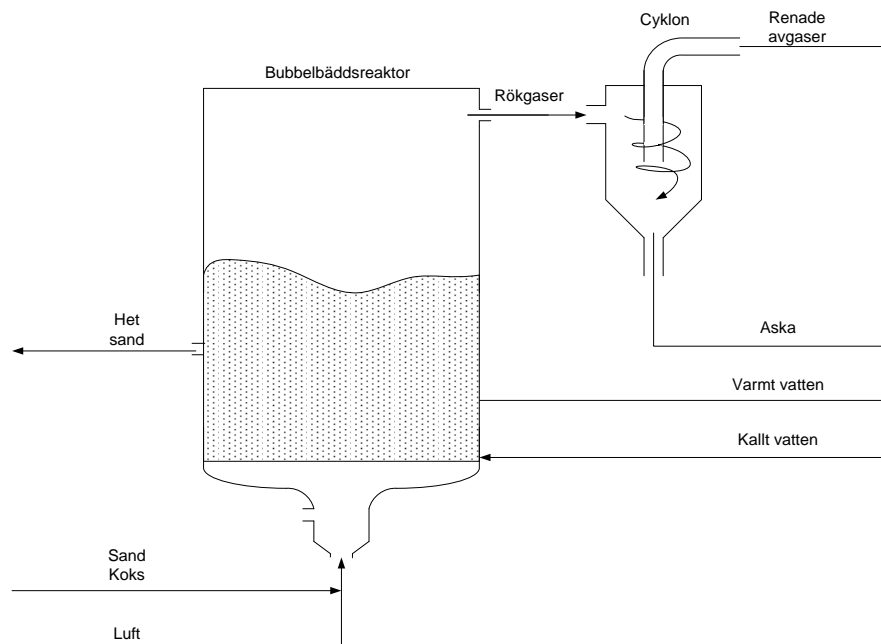 Cyklon
Renade
avgaser
Bubbelbäddsreaktor
Rökgaser
Het
sand
Aska
Varmt vatten
Kallt vatten
Sand
Koks
Luft